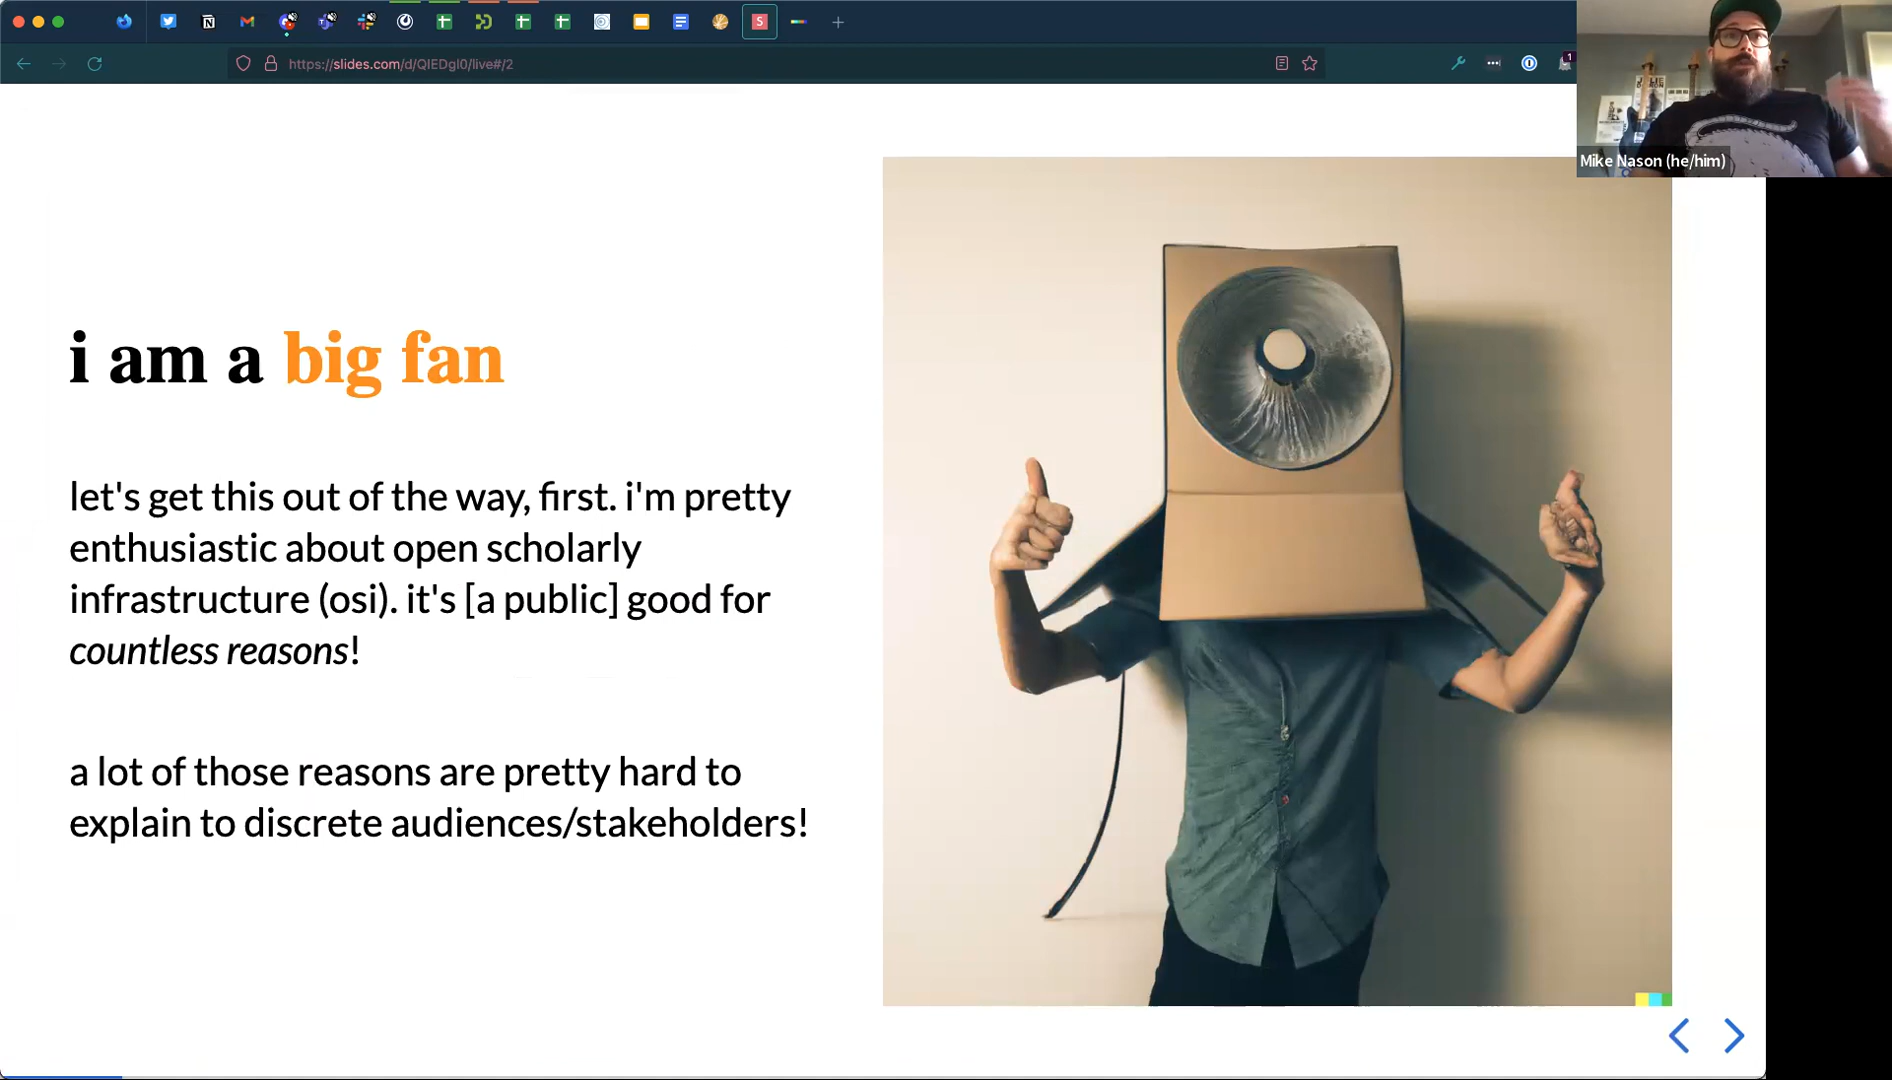 https://slides.com/d/QIEDgI0/live#/2
1
Mike Nason (he/him)
i am a big fan
let's get this out of the way, first. i'm pretty
enthusiastic about open scholarly
infrastructure (osi). it's [a public] good for
countless reasons!
a lot of those reasons are pretty hard to
explain to discrete audiences/stakeholders!